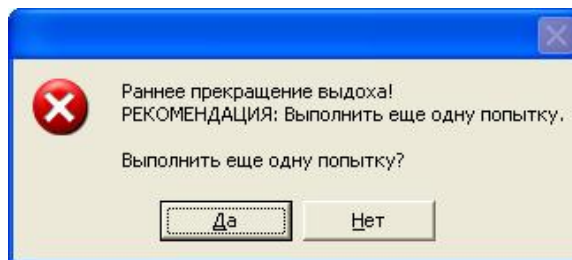 Раннее прекращение выдоха!
РЕКОМЕНДАЦИЯ: Выполнить еще одну попытку.
Выполнить еще одну попытку?
Да
Нет